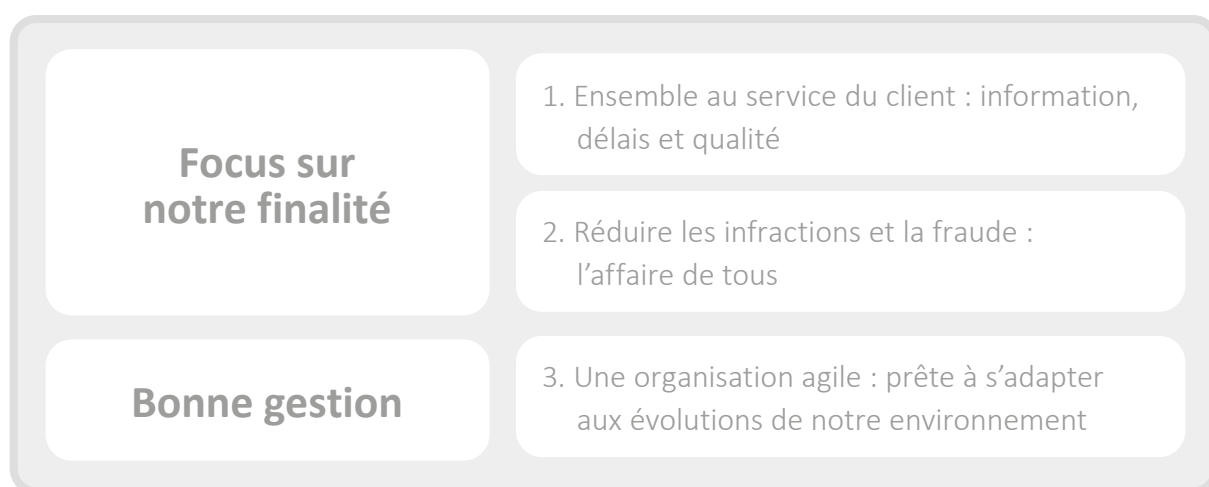 Focus sur
notre finalité
1. Ensemble au service du client : information,
délais et qualité
2. Réduire les infractions et la fraude :
l’affaire de tous
Bonne gestion
3. Une organisation agile : prête à s’adapter
aux évolutions de notre environnement